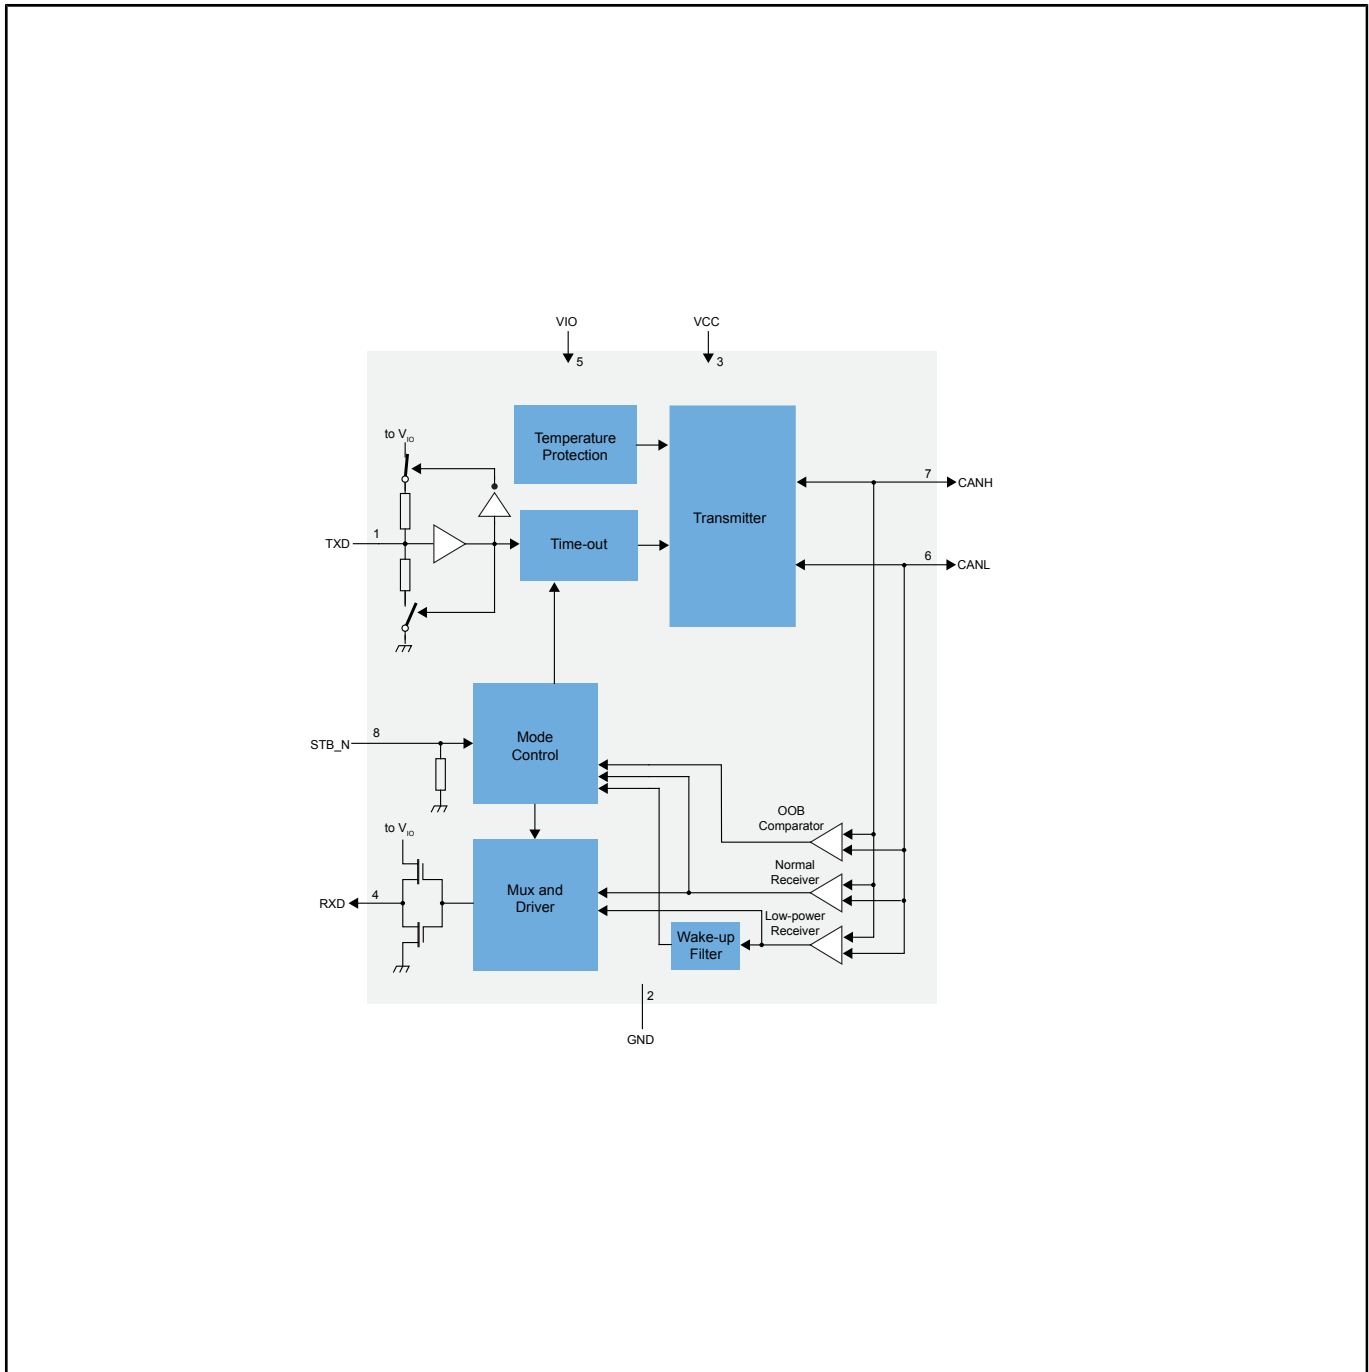 VIO
VCC
5
3
to VIO
Temperature
Protection
7
CANH
Transmitter
1
TXD
Time-out
6
CANL
8
STB_N
Mode
Control
OOB
Comparator
to VIO
Normal
Receiver
4
RXD
Mux and
Driver
Low-power
Receiver
Wake-up
Filter
2
GND